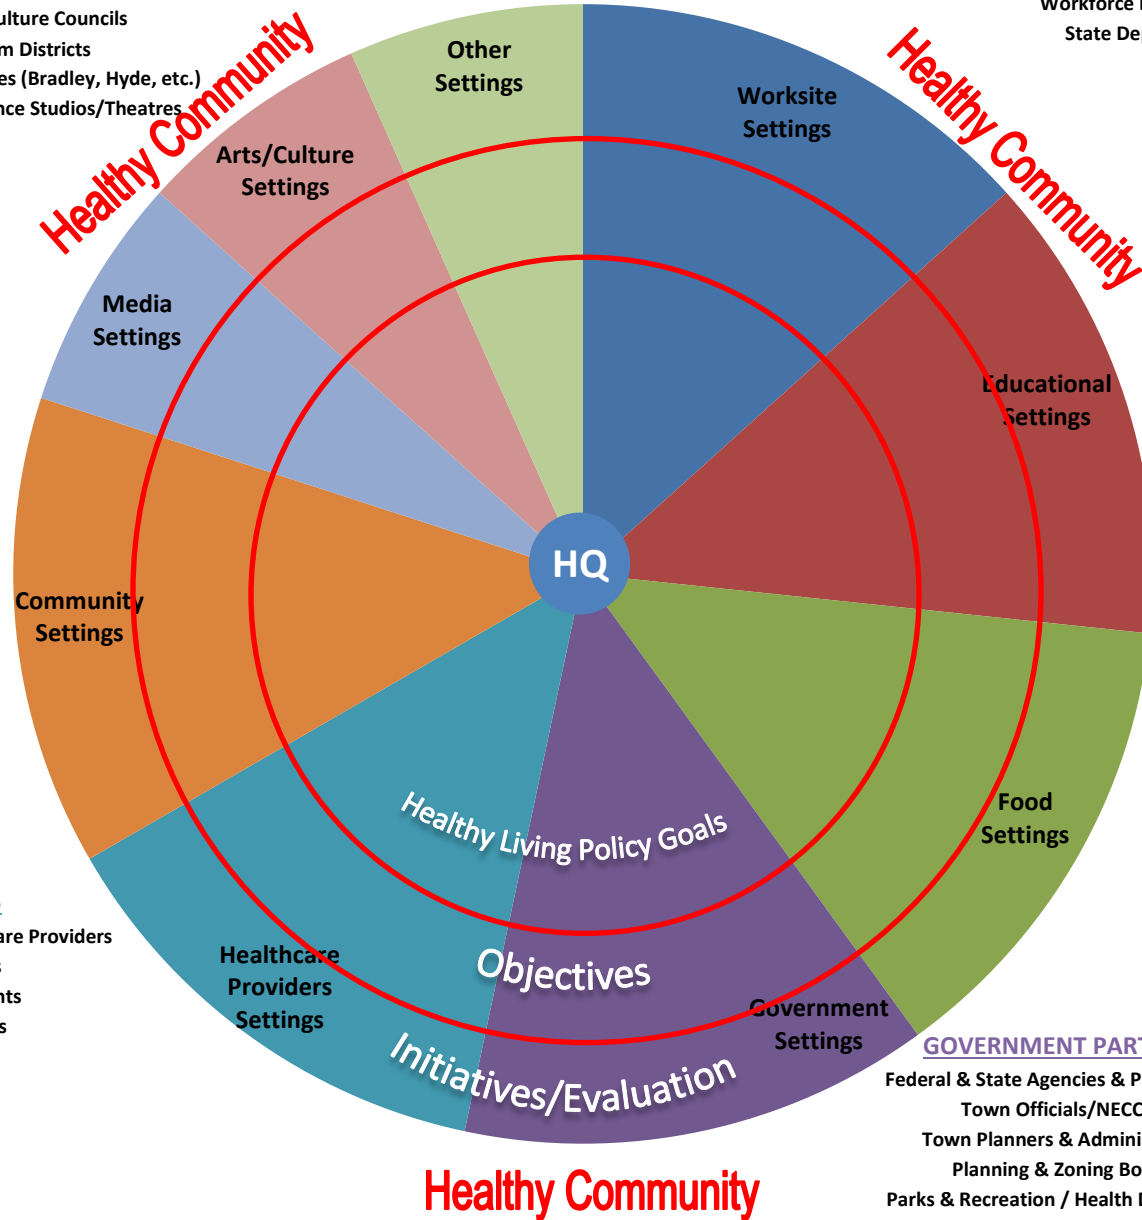 ulture Councils
m Districts
es (Bradley, Hyde, etc.)
nce Studios/Theatres
Healthy Community
Workforce
State Dep
Healthy Community
Other
Settings
Worksite
Settings
Arts/Culture
Settings
Media
Settings
Educational
Settings
HQ
Community
Settings
Food
Settings
Healthy Living Policy Goals
are Providers
s
nts
s
Healthcare
Providers
Settings
Objectives
Government
Settings
Initiatives/Evaluation
GOVERNMENT PART
Federal & State Agencies & P
Town Officials/NECC
Town Planners & Admini
Planning & Zoning Bo
Parks & Recreation / Health
Healthy Community